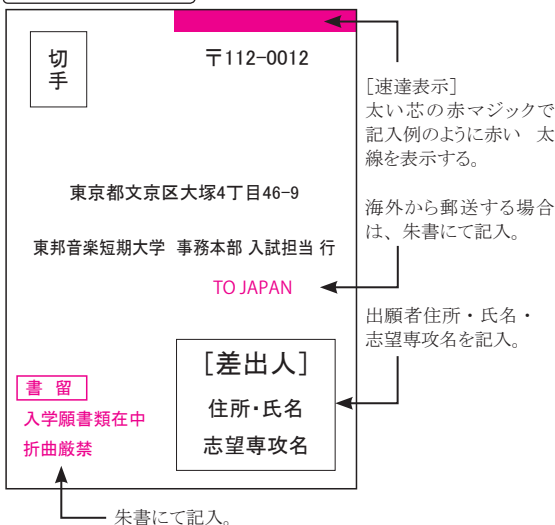 切
手
〒112-0012
[速達表示]
太い芯の赤マジックで
記入例のように赤い　太
線を表示する。
東京都文京区大塚4丁目46-9
海外から郵送する場合
は、朱書にて記入。
東邦音楽短期大学 事務本部 入試担当 行
TO JAPAN
出願者住所・氏名・
志望専攻名を記入。
[差出人]
住所・氏名
志望専攻名
書 留
入学願書類在中
折曲厳禁
朱書にて記入。